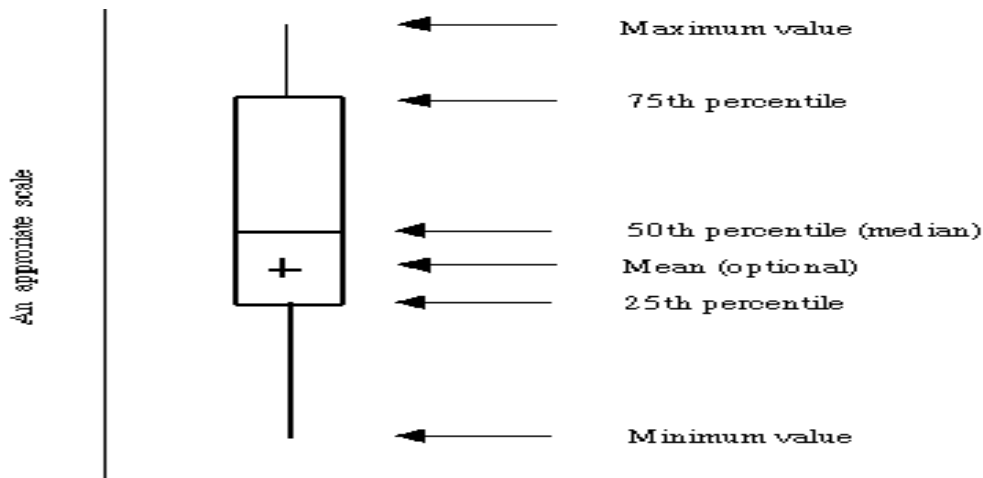 Maximum value
75th percentile
An approriate scale
50th percentile (median)
Mean (optional)
25th percentile
Minimum value